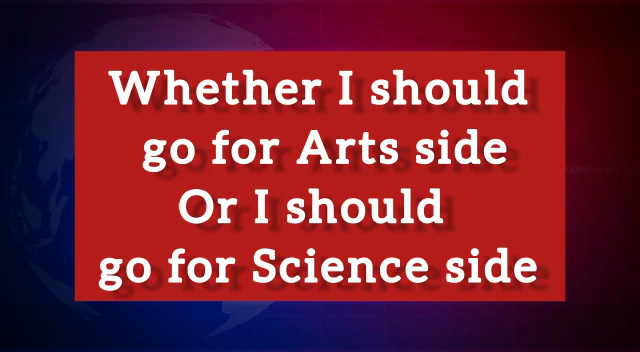 Whether I should
go for Arts side
Or I should
go for Science side